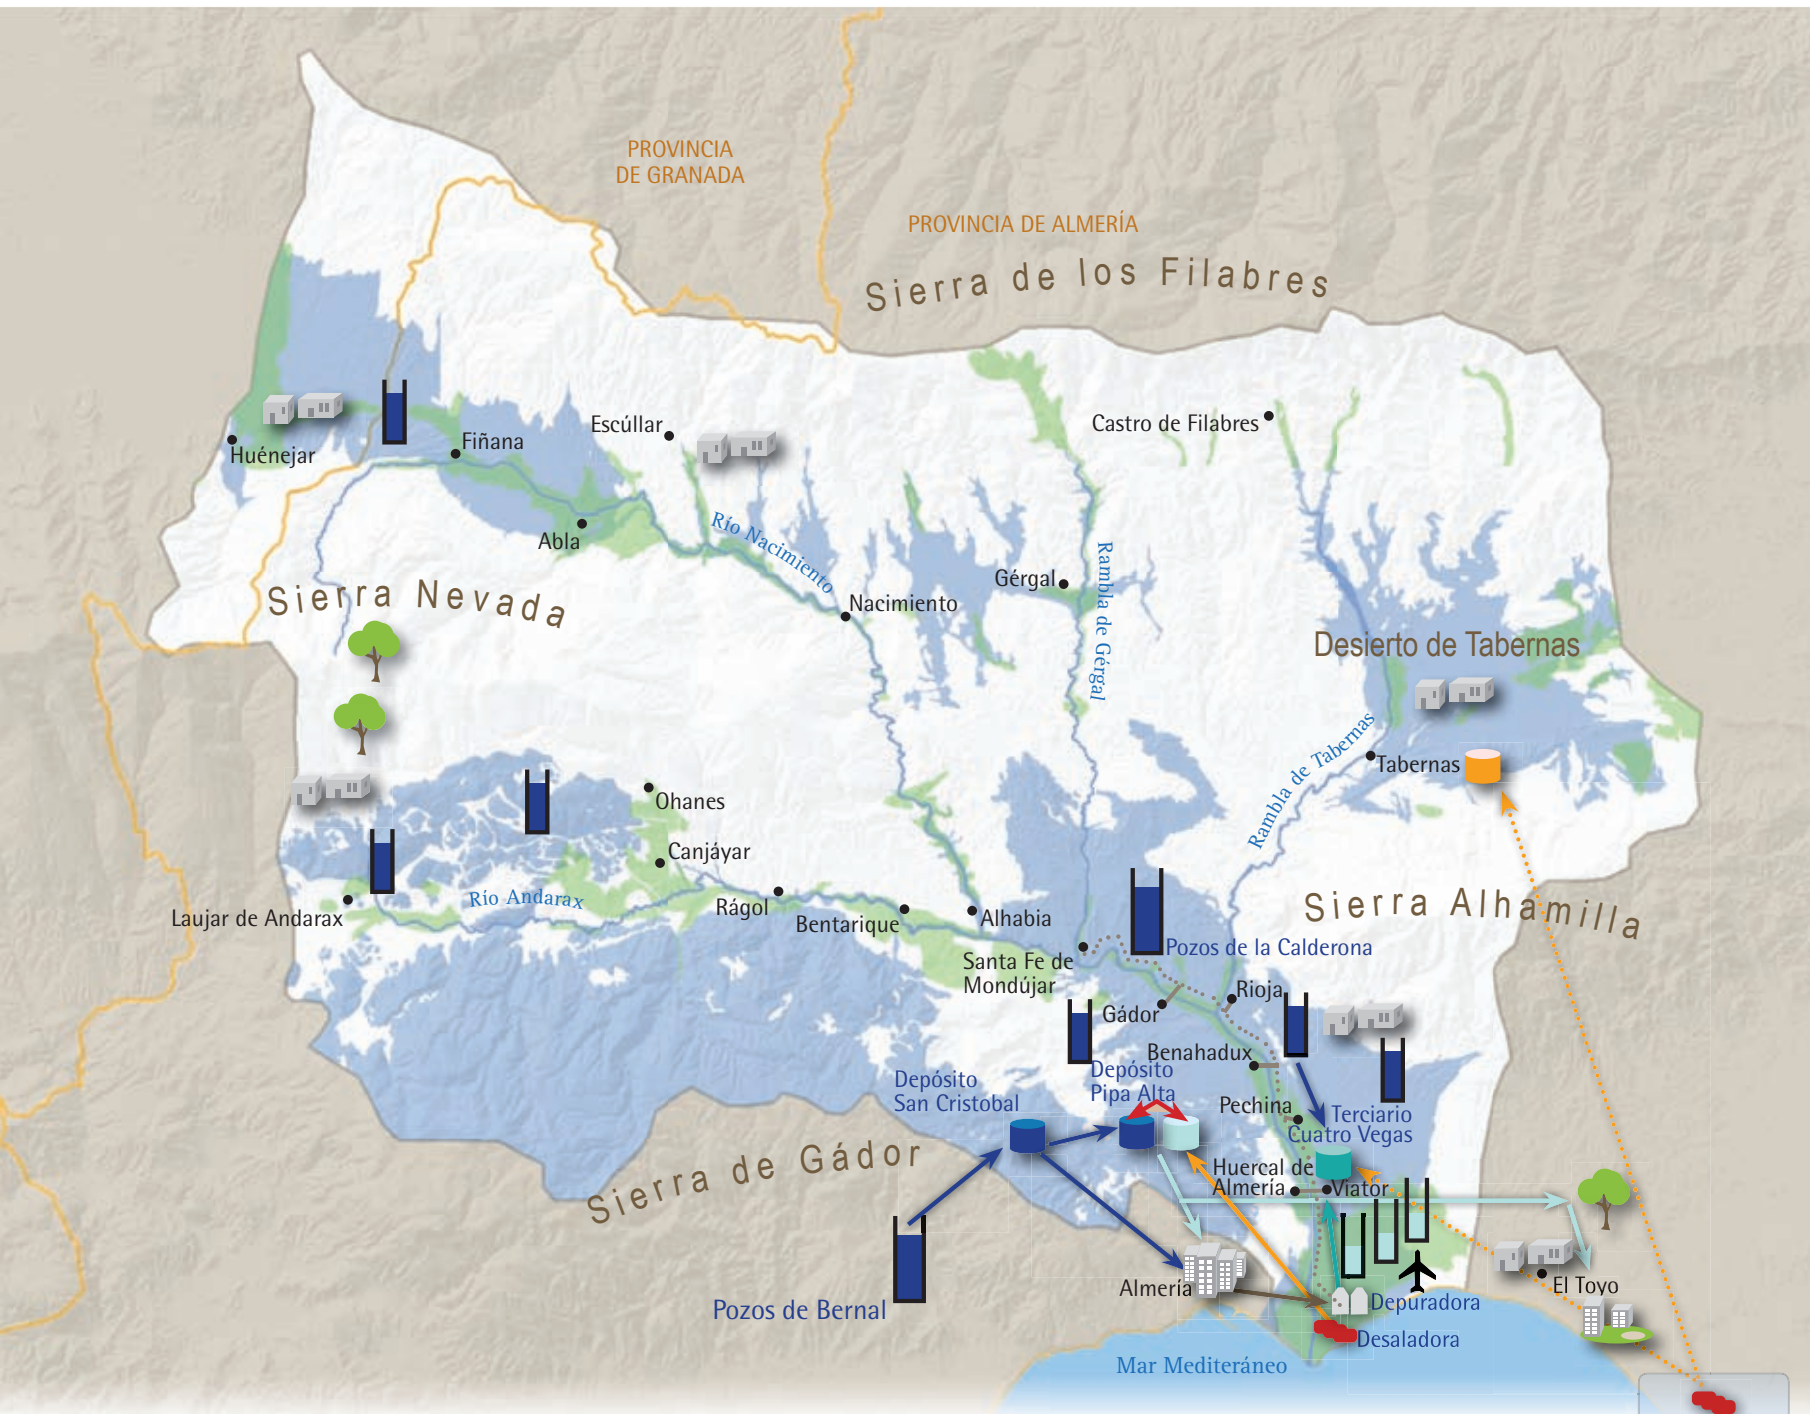 PROVINCIA
DE GRANADA
PROVINCIA DE ALMERÍA
Sierra de los Filabres
Castro de Filabres
Escúllar
Fiñana
Huénejar
Abla
Río Nacimiento
Rambla de Gérgal
Gérgal
Nacimiento
Sierra Nevada
Desierto de Tabernas
Rambla de Tabernas
Tabernas
Ohanes
Canjáyar
Río Andarax
Rágol
Laujar de Andarax
Bentarique
Alhabia
Sierra Alhamilla
Pozos de la Calderona
Santa Fe de
Mondújar
Rioja
Gádor
Benahadux
Depósito
San Cristobal
Depósito
Pipa Alta
Pechina
Terciario
Cuatro Vegas
Sierra de Gádor
Huercal de
Almería
Viator
Almería
El Toyo
Pozos de Bernal
Depuradora
Desaladora
Mar Mediteráneo